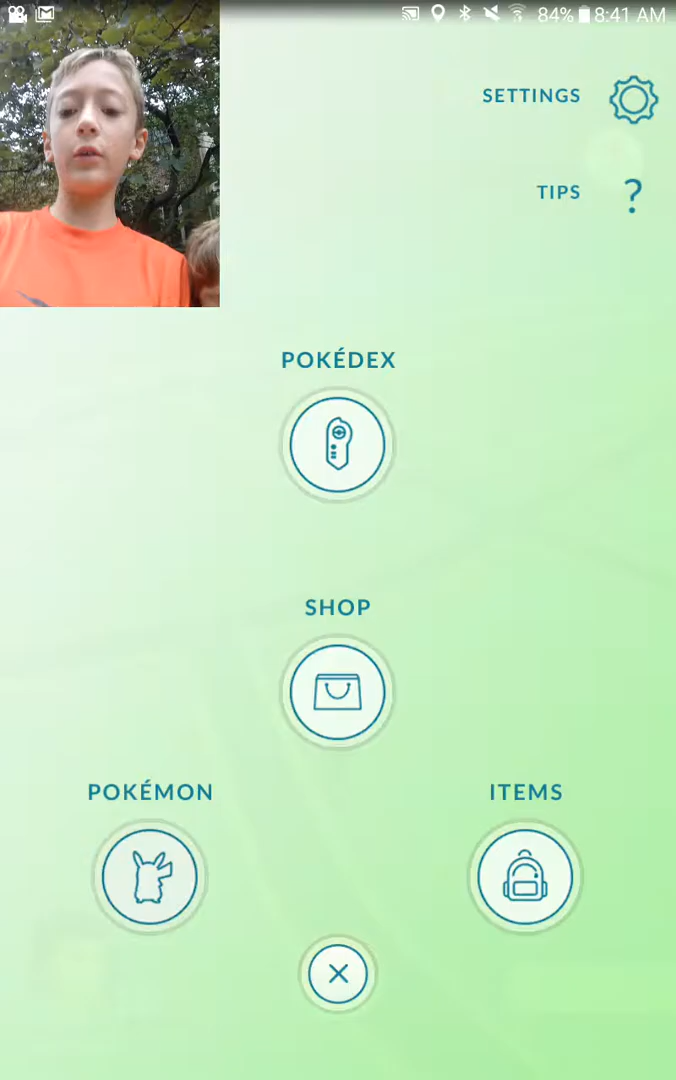 84% 8:41 AM
SETTINGS
TIPS ?
POKÉDEX
SHOP
POKÉMON
ITEMS